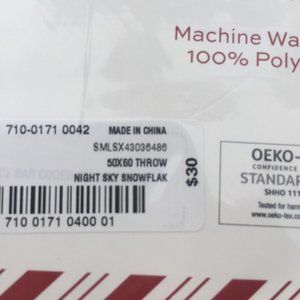 Machine Wa
100% Poly
710-0171 0042 MADE IN CHINA
SMLSX43036486
50X60 THROW
NIGHT SKY SNOWFLAK
$30
710 0171 0400 01
OEKO-
CONFIDENCE
STANDAR
SHHO 111
Tested for harm
www.oeko-tex.com